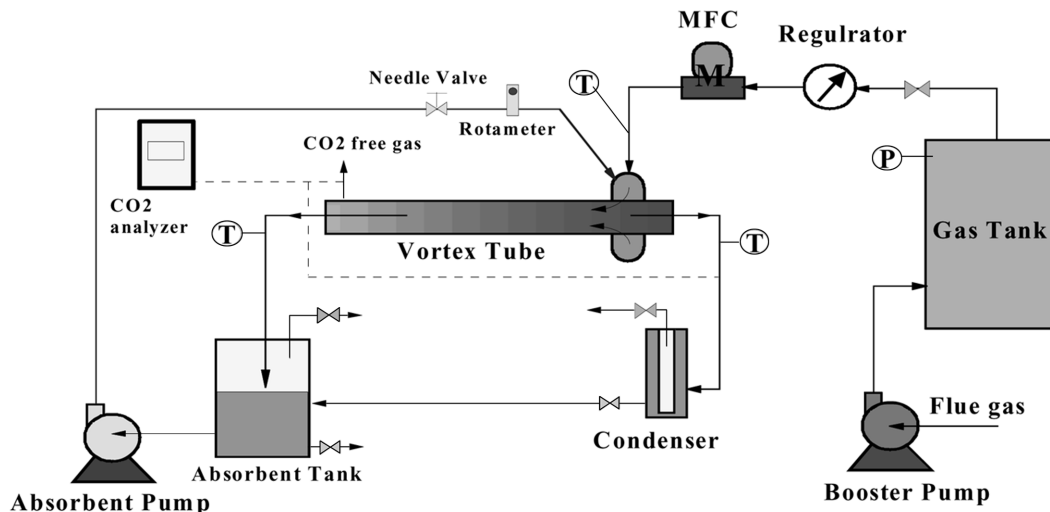 MFC
Regulrator
M
Needle Valve
T
Rotameter
CO2 free gas
P
CO2
analyzer
T
Vortex Tube
T
Gas Tank
Condenser
Flue gas
Absorbent Tank
Absorbent Pump
Booster Pump